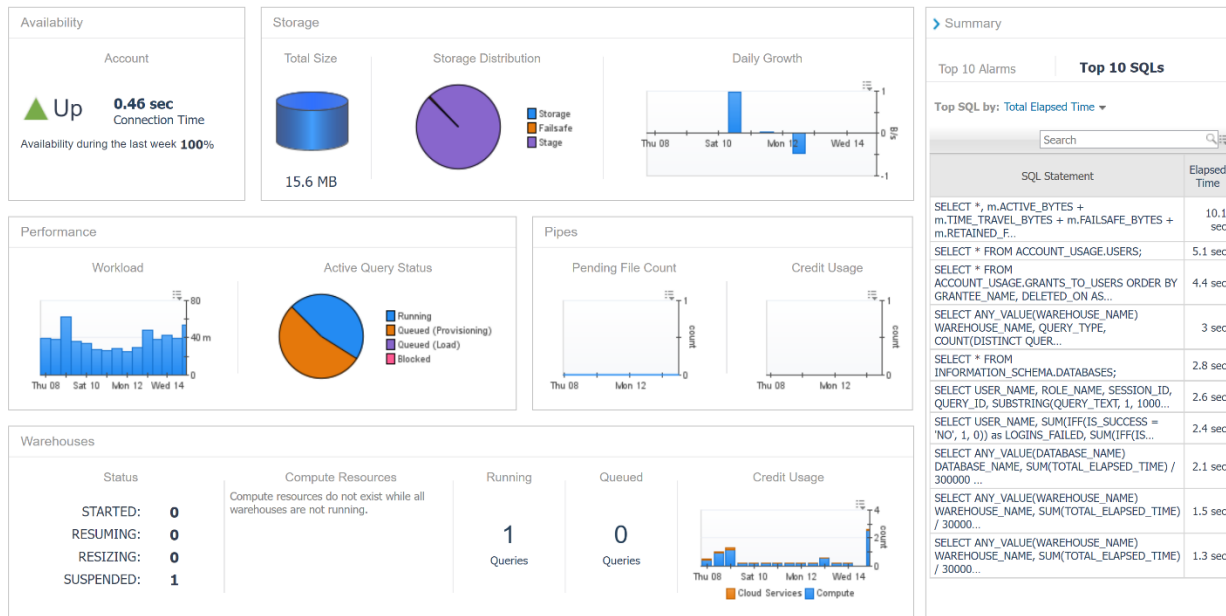 Availability
Account
Up
0.46 sec
Connection Time
Availability during the last week 100%
Storage
Total Size
15.6 MB
Storage Distribution
Storage
Failsafe
Stage
Daily Growth
1
0
-1
B/s
Thu 08
Sat 10
Mon 12
Wed 14
Performance
Workload
80
40 m
0
Thu 08
Sat 10
Mon 12
Wed 14
Active Query Status
Running
Queued (Provisioning)
Queued (Load)
Blocked
Pipes
Pending File Count
1
0
count
Thu 08
Mon 12
Credit Usage
1
0
count
Thu 08
Mon 12
Warehouses
Status
STARTED: 0
RESUMING: 0
RESIZING: 0
SUSPENDED: 1
Compute Resources
Compute resources do not exist while all
warehouses are not running.
Running
1
Queries
Queued
0
Queries
Credit Usage
4
2
0
count
Thu 08
Sat 10
Mon 12
Wed 14
Cloud Services
Compute
Summary
Top 10 Alarms
Top 10 SQLs
Top SQL by: Total Elapsed Time
Search
SQL Statement
Elapsed
Time
SELECT *, m.ACTIVE_BYTES +
m.TIME_TRAVEL_BYTES + m.FAILSAFE_BYTES +
m.RETAINED_F...
10.1
sec
SELECT * FROM ACCOUNT_USAGE.USERS;
5.1 sec
SELECT * FROM
ACCOUNT_USAGE.GRANTS_TO_USERS ORDER BY
GRANTEE_NAME, DELETED_ON AS...
4.4 sec
SELECT ANY_VALUE(WAREHOUSE_NAME)
WAREHOUSE_NAME, QUERY_TYPE,
COUNT(DISTINCT QUER...
3 sec
SELECT * FROM
INFORMATION_SCHEMA.DATABASES;
2.8 sec
SELECT USER_NAME, ROLE_NAME, SESSION_ID,
QUERY_ID, SUBSTRING(QUERY_TEXT, 1, 1000...
2.6 sec
SELECT USER_NAME, SUM(IFF(IS_SUCCESS =
'NO', 1, 0)) as LOGINS_FAILED, SUM(IFF(IS...
2.4 sec
SELECT ANY_VALUE(DATABASE_NAME)
DATABASE_NAME, SUM(TOTAL_ELAPSED_TIME) /
300000 ...
2.1 sec
SELECT ANY_VALUE(WAREHOUSE_NAME)
WAREHOUSE_NAME, SUM(TOTAL_ELAPSED_TIME)
/ 30000...
1.5 sec
SELECT ANY_VALUE(WAREHOUSE_NAME)
WAREHOUSE_NAME, SUM(TOTAL_ELAPSED_TIME)
/ 30000...
1.3 sec